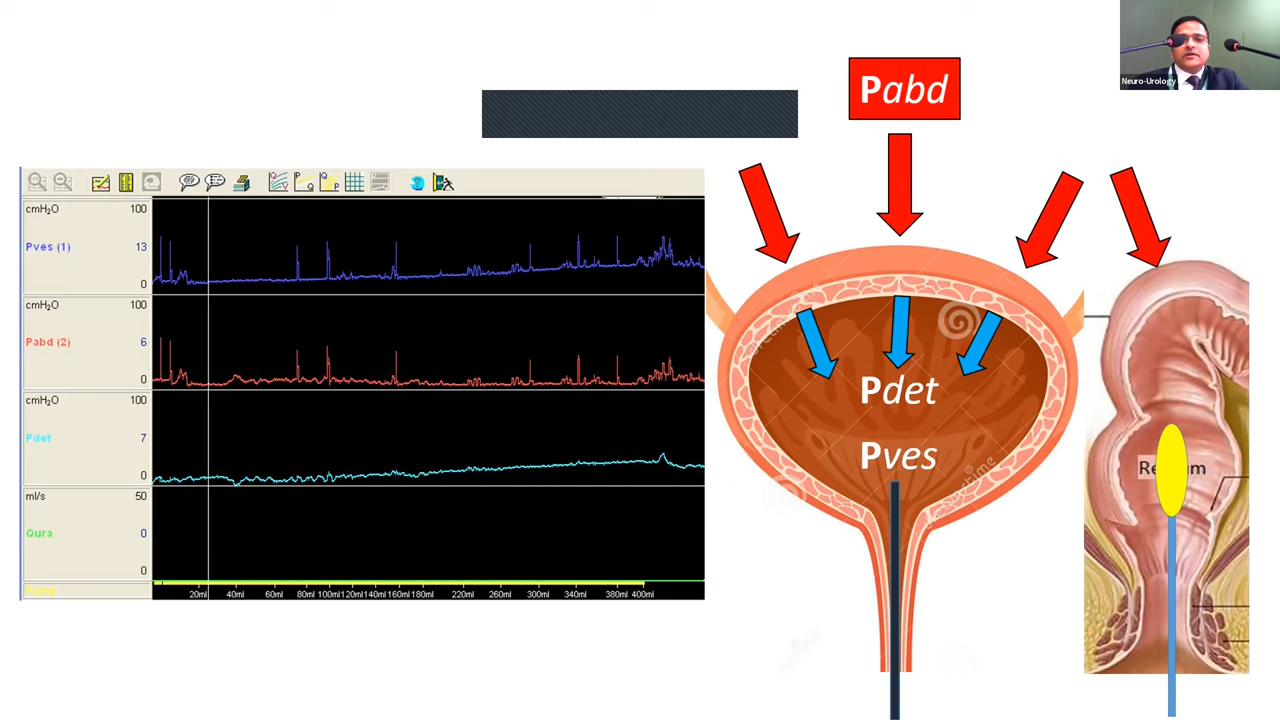 Neuro-Urology
Pabd
cmH2O 100
Pves (1) 13
0
cmH2O 100
Pabd (2) 6
0
cmH2O 100
Pdet 7
0
ml/s 50
Qura 0
0
20ml 40ml 60ml 80ml 100ml 120ml 140ml 160ml 180ml 220ml 260ml 300ml 340ml 380ml 400ml
Pdet
Pves